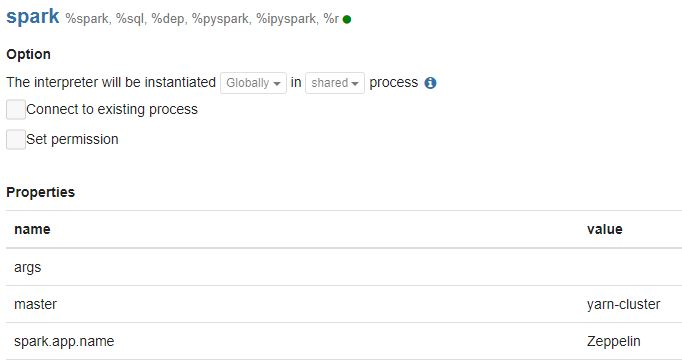 spark %spark, %sql, %dep, %pyspark, %ipyspark, %r
Option
The interpreter will be instantiated Globally in shared process
Connect to existing process
Set permission
Properties
name value
args
master yarn-cluster
spark.app.name Zeppelin